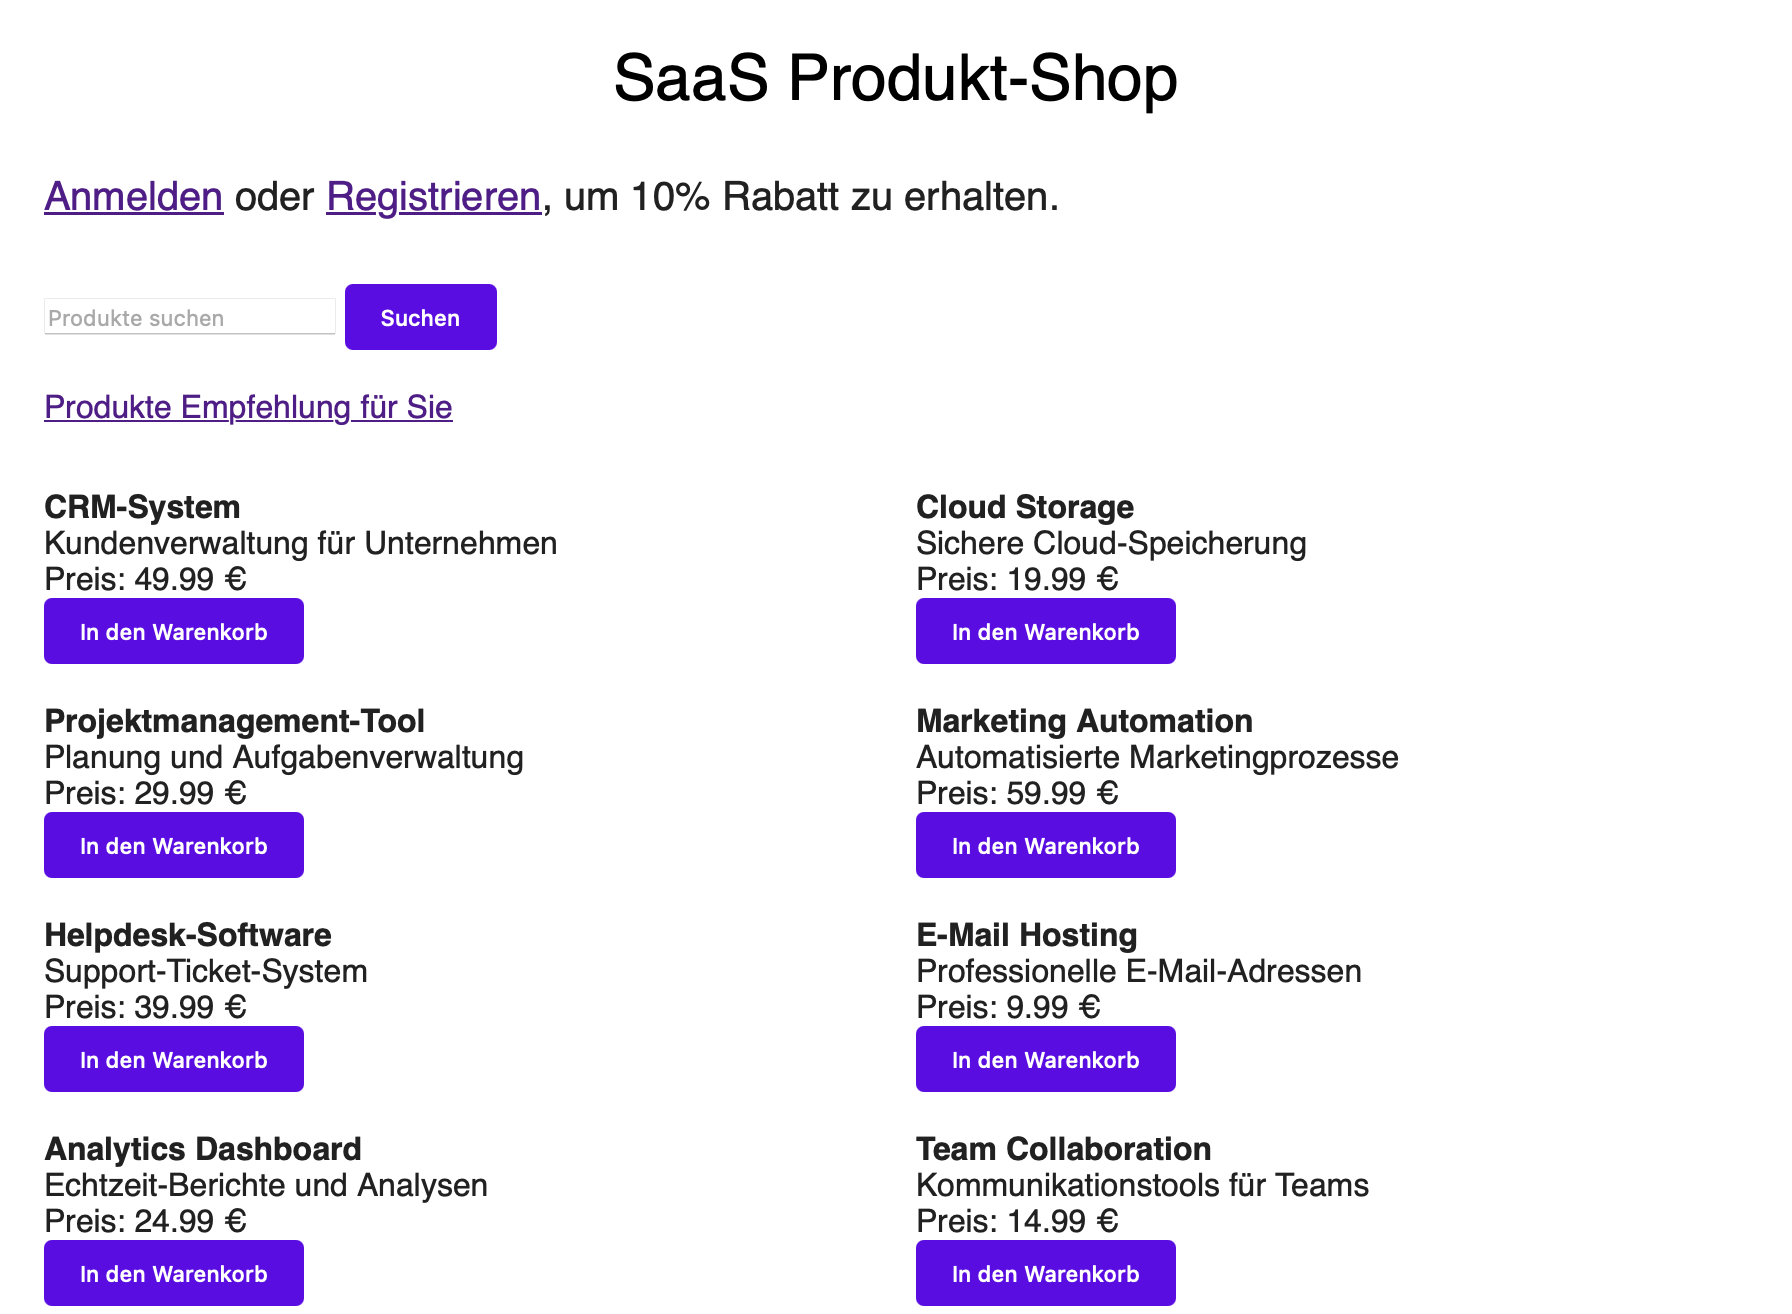 SaaS Produkt-Shop
Anmelden oder Registrieren, um 10% Rabatt zu erhalten.
Produkte suchen Suchen
Produkte Empfehlung für Sie
CRM-System
Kundenverwaltung für Unternehmen
Preis: 49.99 €
In den Warenkorb
Cloud Storage
Sichere Cloud-Speicherung
Preis: 19.99 €
In den Warenkorb
Projektmanagement-Tool
Planung und Aufgabenverwaltung
Preis: 29.99 €
In den Warenkorb
Marketing Automation
Automatisierte Marketingprozesse
Preis: 59.99 €
In den Warenkorb
Helpdesk-Software
Support-Ticket-System
Preis: 39.99 €
In den Warenkorb
E-Mail Hosting
Professionelle E-Mail-Adressen
Preis: 9.99 €
In den Warenkorb
Analytics Dashboard
Echtzeit-Berichte und Analysen
Preis: 24.99 €
In den Warenkorb
Team Collaboration
Kommunikationstools für Teams
Preis: 14.99 €
In den Warenkorb